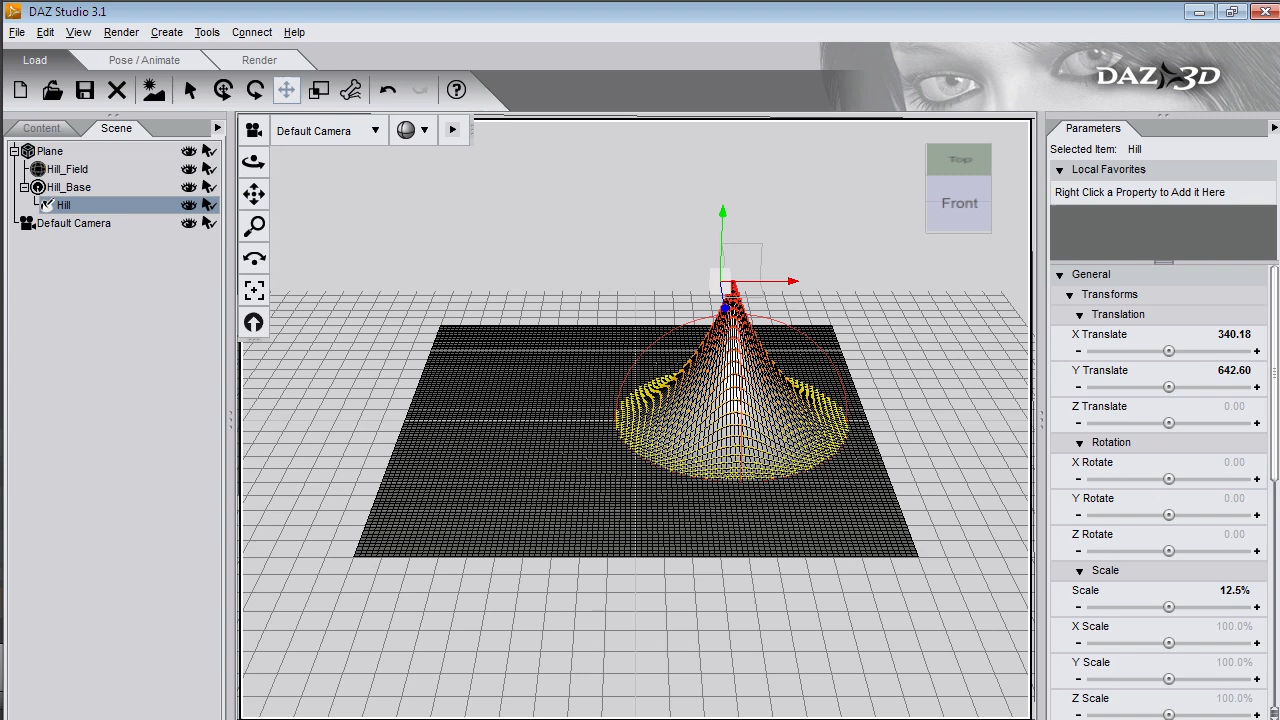 DAZ Studio 3.1
File Edit View Render Create Tools Connect Help
Load Pose / Animate Render
DAZ 3D
Content Scene
Plane
Hill_Field
Hill_Base
Hill
Default Camera
Default Camera
Top
Front
Parameters
Selected Item: Hill
Local Favorites
Right Click a Property to Add it Here
General
Transforms
Translation
X Translate 340.18
Y Translate 642.60
Z Translate 0.00
Rotation
X Rotate 0.00
Y Rotate 0.00
Z Rotate 0.00
Scale
Scale 12.5%
X Scale 100.0%
Y Scale 100.0%
Z Scale 100.0%